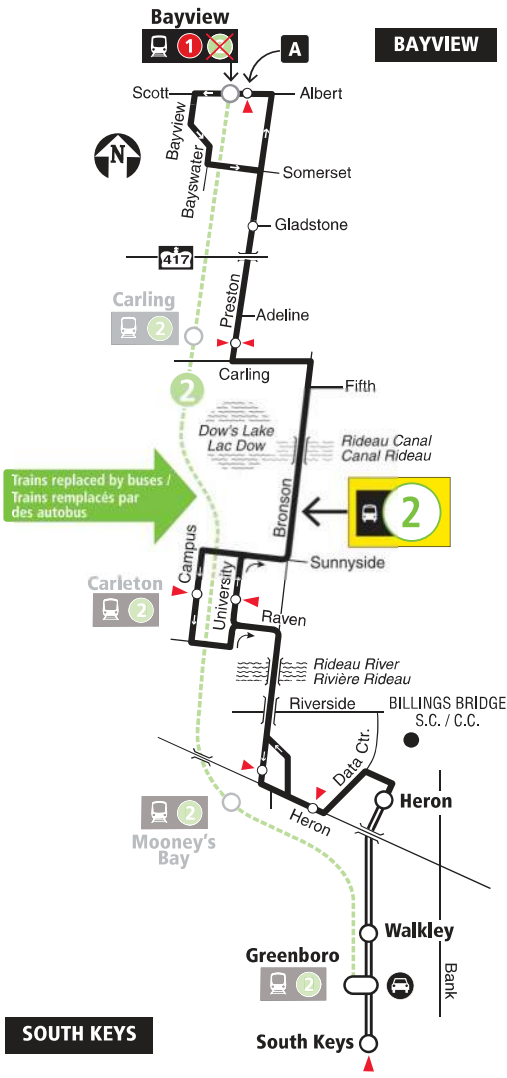 Bayview
1
A
BAYVIEW
Scott
Albert
Bayview
Bayswater
N
Somerset
Gladstone
417
Preston
Carling
2
Adeline
Carling
2
Fifth
Dow's Lake
Lac Dow
Rideau Canal
Canal Rideau
Trains replaced by buses /
Trains remplacés par
des autobus
Bronson
2
Sunnyside
Campus
University
Carleton
2
Raven
Rideau River
Rivière Rideau
Riverside
BILLINGS BRIDGE
S.C. / C.C.
Data Ctr.
2
Mooney's
Bay
Heron
Heron
Walkley
Greenboro
2
Bank
SOUTH KEYS
South Keys